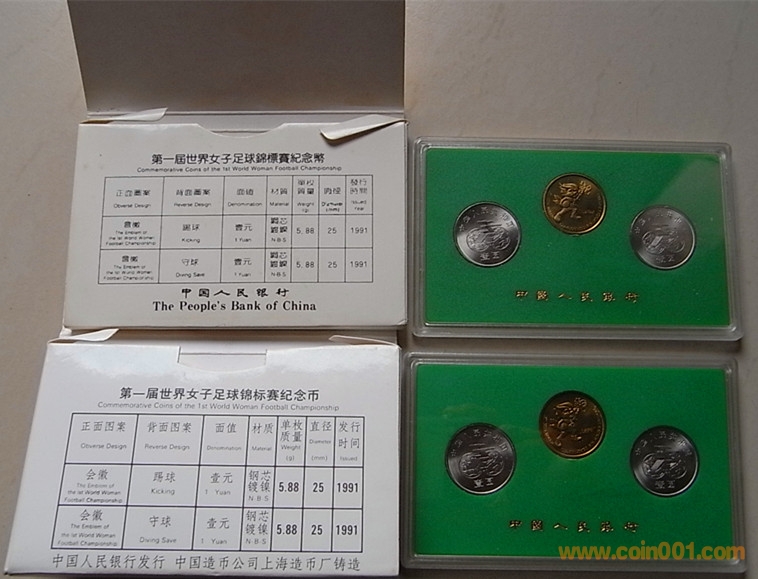 第一屆世界女子足球錦標賽紀念幣
Commemorative Coins of the 1st World Woman Football Championship
正面圖案 背面圖案 面值 材質 單枚質量 直徑 發行時間
Obverse Design Reverse Design Denomination Material Weight (g) Diameter (mm) Issued Year
會徽 踢球 壹元 鋼芯鍍鎳 5.88 25 1991
The Emblem of the 1st World Women Football Championship Kicking 1 Yuan N·B·S
會徽 守球 壹元 鋼芯鍍鎳 5.88 25 1991
The Emblem of the 1st World Women Football Championship Diving Save 1 Yuan N·B·S
中国人民银行
The People's Bank of China
第一届世界女子足球锦标赛纪念币
Commemorative Coins of the 1st World Woman Football Championship
正面图案 背面图案 面值 材质 单枚质量 直径 发行时间
Obverse Design Reverse Design Denomination Material Weight (g) Diameter (mm) Issued
会徽 踢球 壹元 钢芯镀镍 5.88 25 1991
The Emblem of the 1st World Woman Football Championship Kicking 1 Yuan N·B·S
会徽 守球 壹元 钢芯镀镍 5.88 25 1991
The Emblem of the 1st World Woman Football Championship Diving Save 1 Yuan N·B·S
中国人民银行发行 中国造币公司上海造币厂铸造
中国人民银行
中国人民银行
www.coin001.com